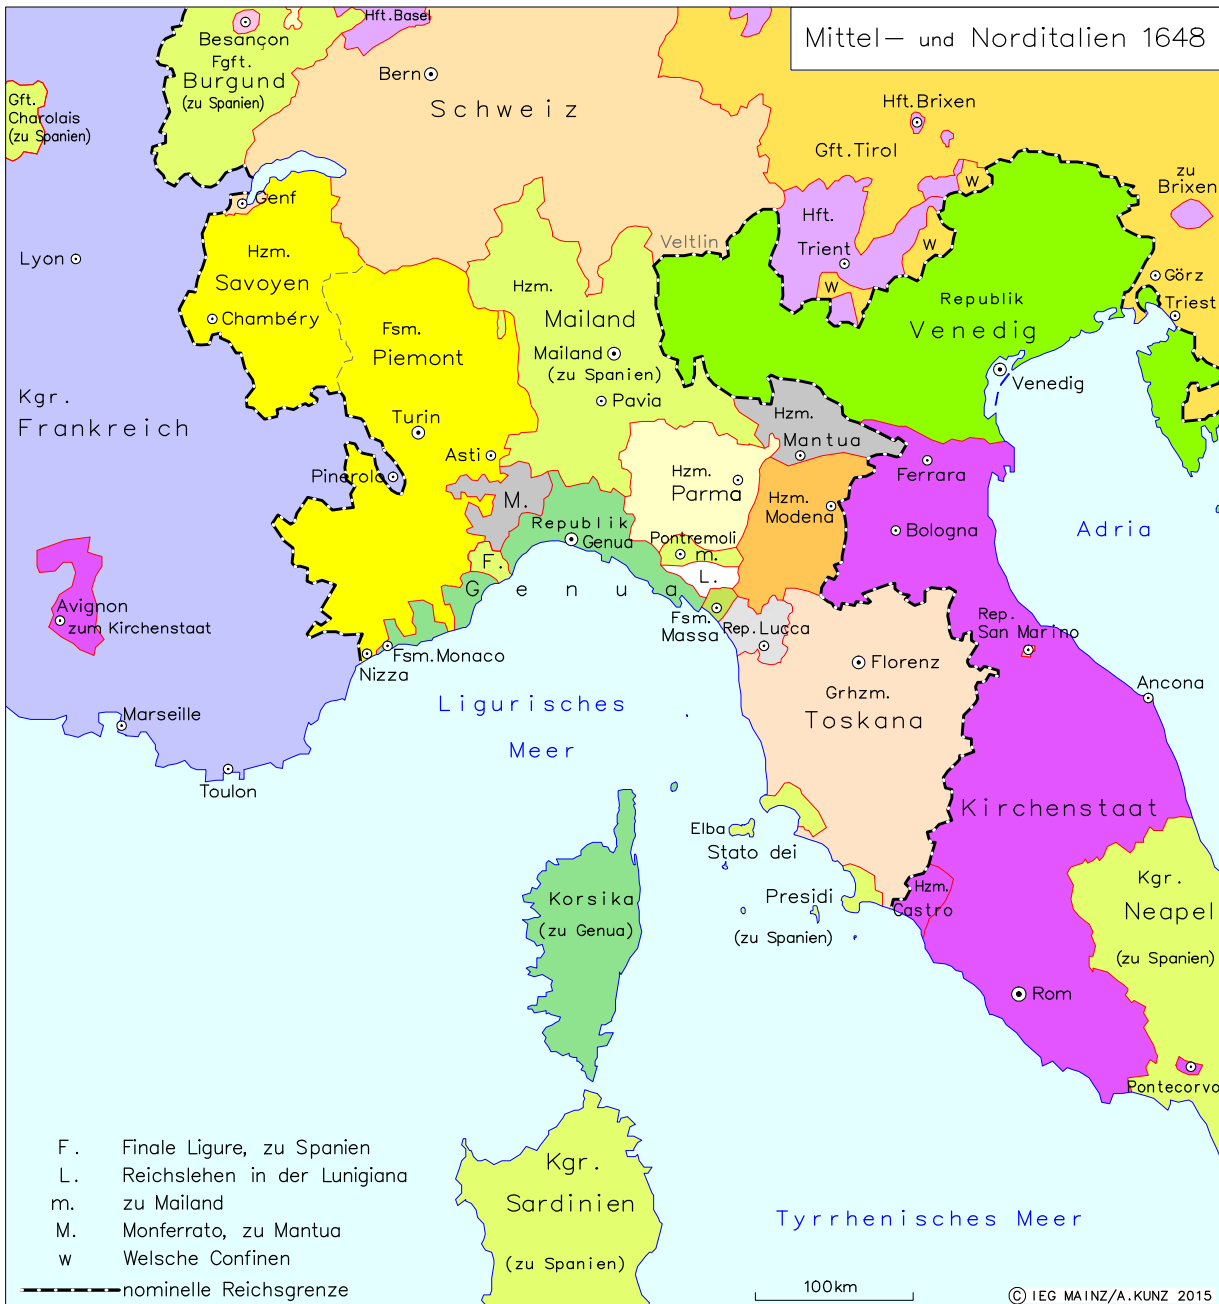 Mittel- und Norditalien 1648
Hft.Basel
Besançon
Fgft.
Burgund
(zu Spanien)
Gft.
Charolais
(zu Spanien)
Bern
Schweiz
Hft.Brixen
Gft.Tirol
zu
Brixen
w
Genf
Hft.
Trient
w
w
Veltlin
Lyon
Hzm.
Savoyen
Chambéry
Hzm.
Mailand
Mailand
(zu Spanien)
Pavia
Görz
Triest
Republik
Venedig
Venedig
Fsm.
Piemont
Turin
Asti
Pinerolo
Kgr.
Frankreich
Hzm.
Mantua
Ferrara
Hzm.
Parma
Hzm.
Modena
Bologna
Adria
M.
Republik
Genua
Pontremoli
m.
L.
F.
Genua
Fsm.
Massa
Rep.Lucca
Rep.
San Marino
Avignon
zum Kirchenstaat
Fsm.Monaco
Nizza
Florenz
Grhzm.
Toskana
Ancona
Marseille
Toulon
Ligurisches
Meer
Kirchenstaat
Elba
Stato dei
Presidi
(zu Spanien)
Hzm.
Castro
Kgr.
Neapel
(zu Spanien)
Korsika
(zu Genua)
Rom
Pontecorvo
Kgr.
Sardinien
(zu Spanien)
Tyrrhenisches Meer
F. Finale Ligure, zu Spanien
L. Reichslehen in der Lunigiana
m. zu Mailand
M. Monferrato, zu Mantua
w Welsche Confinen
nominelle Reichsgrenze
100km
© IEG MAINZ/A.KUNZ 2015